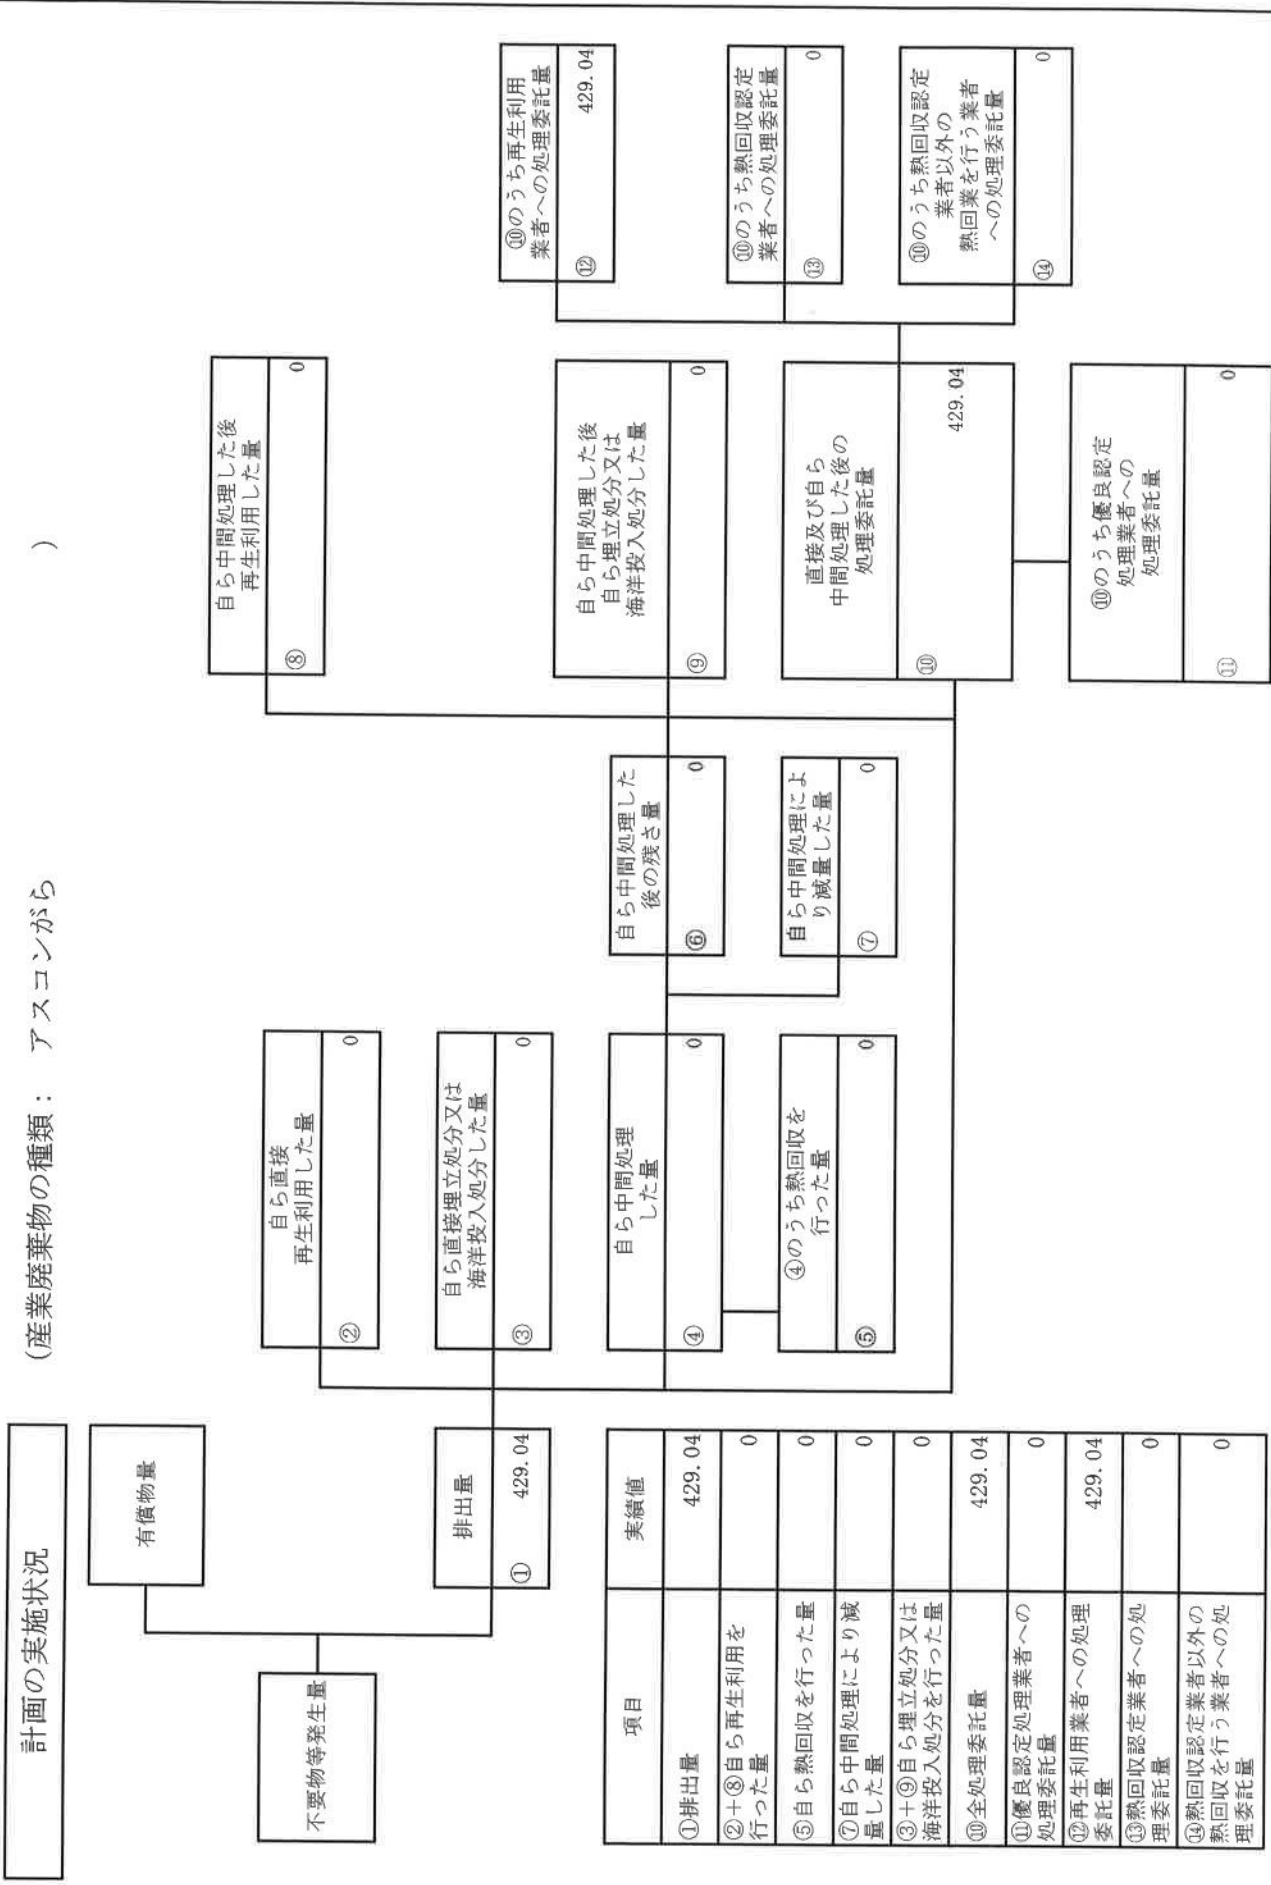 計画の実施状況
(産業廃棄物の種類： アスコンがら )
有償物量
不要物等発生量
排出量
① 429.04
自ら直接
再生利用した量
② 0
自ら直接埋立処分又は
海洋投入処分した量
③ 0
自ら中間処理
した量
④ 0
④のうち熱回収を
行った量
⑤ 0
自ら中間処理した
後の残さ量
⑥ 0
自ら中間処理によ
り減量した量
⑦ 0
自ら中間処理した後
再生利用した量
⑧ 0
自ら中間処理した後
自ら埋立処分又は
海洋投入処分した量
⑨ 0
直接及び自ら
中間処理した後の
処理委託量
⑩ 429.04
⑩のうち優良認定
処理業者への
処理委託量
⑪ 0
⑩のうち再生利用
業者への処理委託量
⑫ 429.04
⑩のうち熱回収認定
業者への処理委託量
⑬ 0
⑩のうち熱回収認定
業者以外の
熱回業を行う業者
への処理委託量
⑭ 0
項目 実績値
①排出量 429.04
②＋⑧自ら再生利用を
行った量 0
⑤自ら熱回収を行った量 0
⑦自ら中間処理により減
量した量 0
③＋⑨自ら埋立処分又は
海洋投入処分を行った量 0
⑩全処理委託量 429.04
⑪優良認定処理業者への
処理委託量 0
⑫再生利用業者への処理
委託量 429.04
⑬熱回収認定業者への処
理委託量 0
⑭熱回収認定業者以外の
熱回収を行う業者への処
理委託量 0